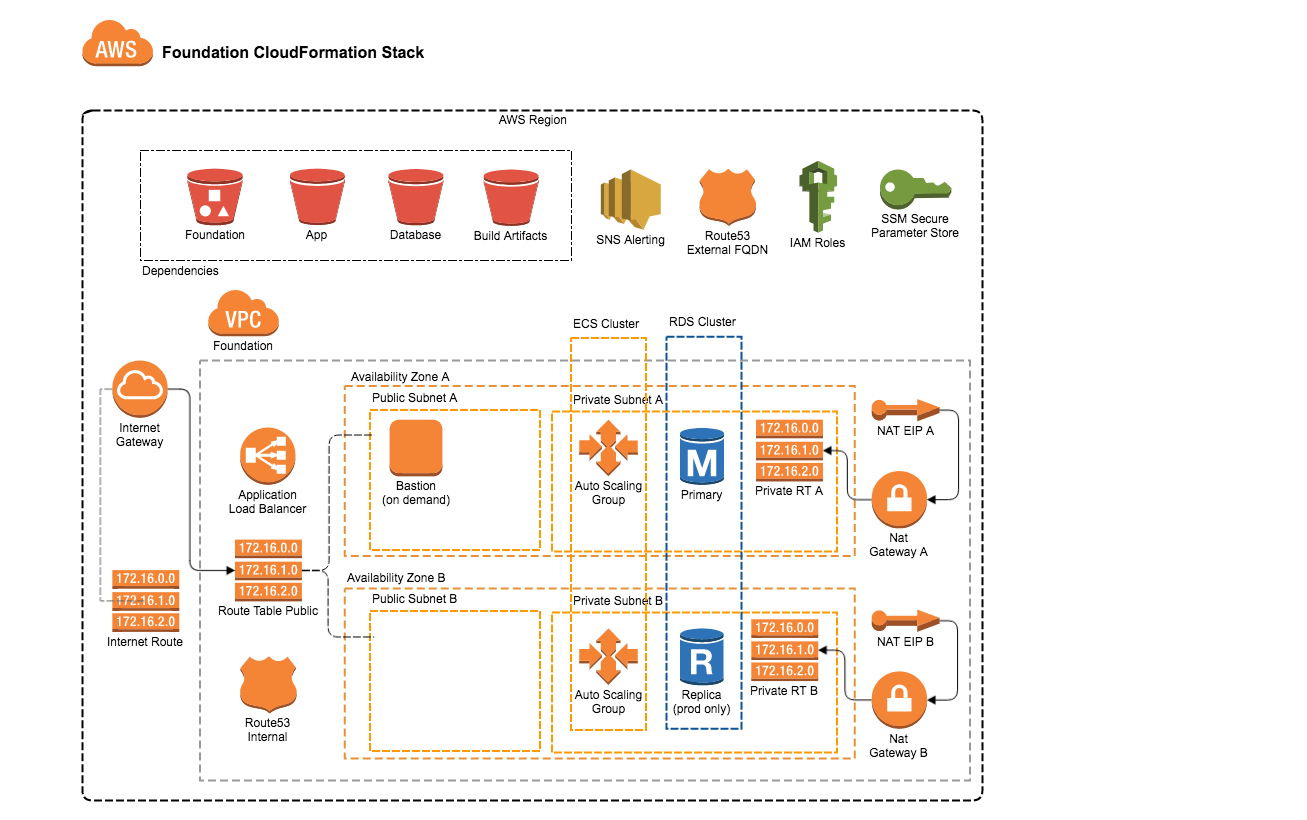 AWS
Foundation CloudFormation Stack
AWS Region
Foundation
App
Database
Build Artifacts
Dependencies
SNS Alerting
Route53
External FQDN
IAM Roles
SSM Secure
Parameter Store
VPC
Foundation
ECS Cluster
RDS Cluster
Internet
Gateway
Application
Load Balancer
172.16.0.0
172.16.1.0
172.16.2.0
Route Table Public
172.16.0.0
172.16.1.0
172.16.2.0
Internet Route
Route53
Internal
Availability Zone A
Public Subnet A
Bastion
(on demand)
Private Subnet A
Auto Scaling
Group
M
Primary
172.16.0.0
172.16.1.0
172.16.2.0
Private RT A
NAT EIP A
Nat
Gateway A
Availability Zone B
Public Subnet B
Private Subnet B
Auto Scaling
Group
R
Replica
(prod only)
172.16.0.0
172.16.1.0
172.16.2.0
Private RT B
NAT EIP B
Nat
Gateway B